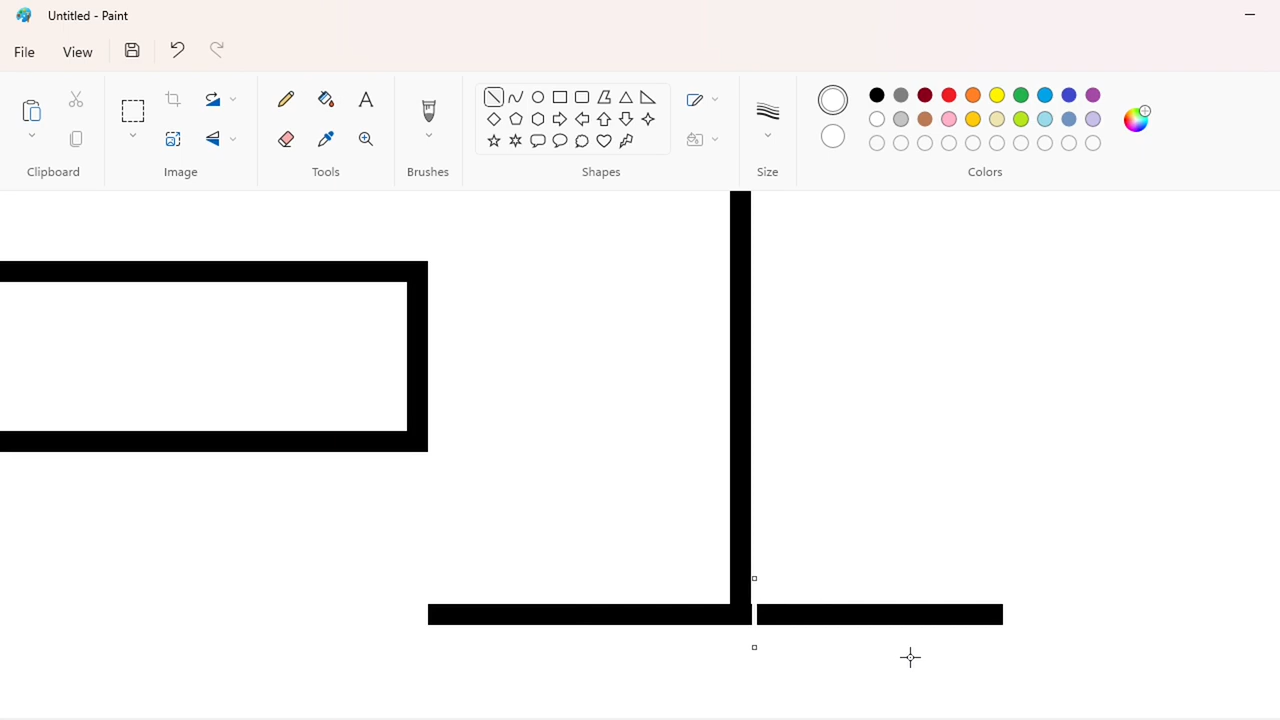 Untitled - Paint
File View
Clipboard Image Tools Brushes Shapes Size Colors